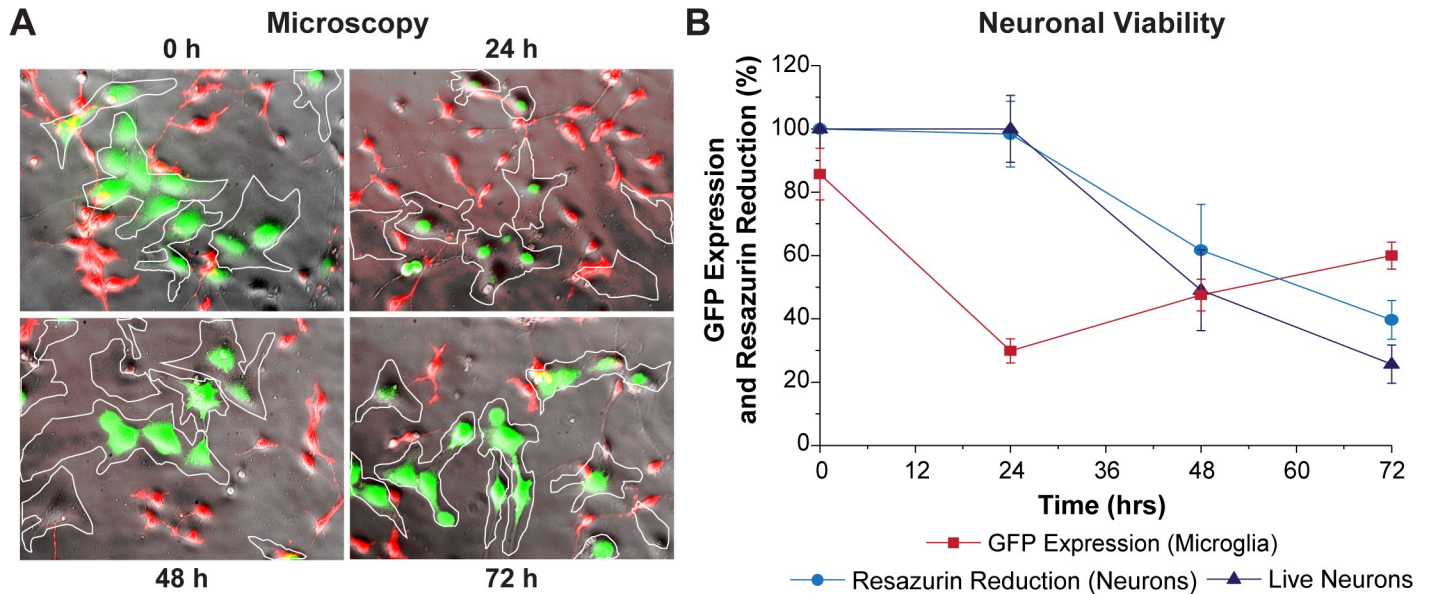 A
Microscopy
0 h
24 h
48 h
72 h
B
Neuronal Viability
GFP Expression
and Resazurin Reduction (%)
120
100
80
60
40
20
0
0 12 24 36 48 60 72
Time (hrs)
GFP Expression (Microglia)
Resazurin Reduction (Neurons) Live Neurons